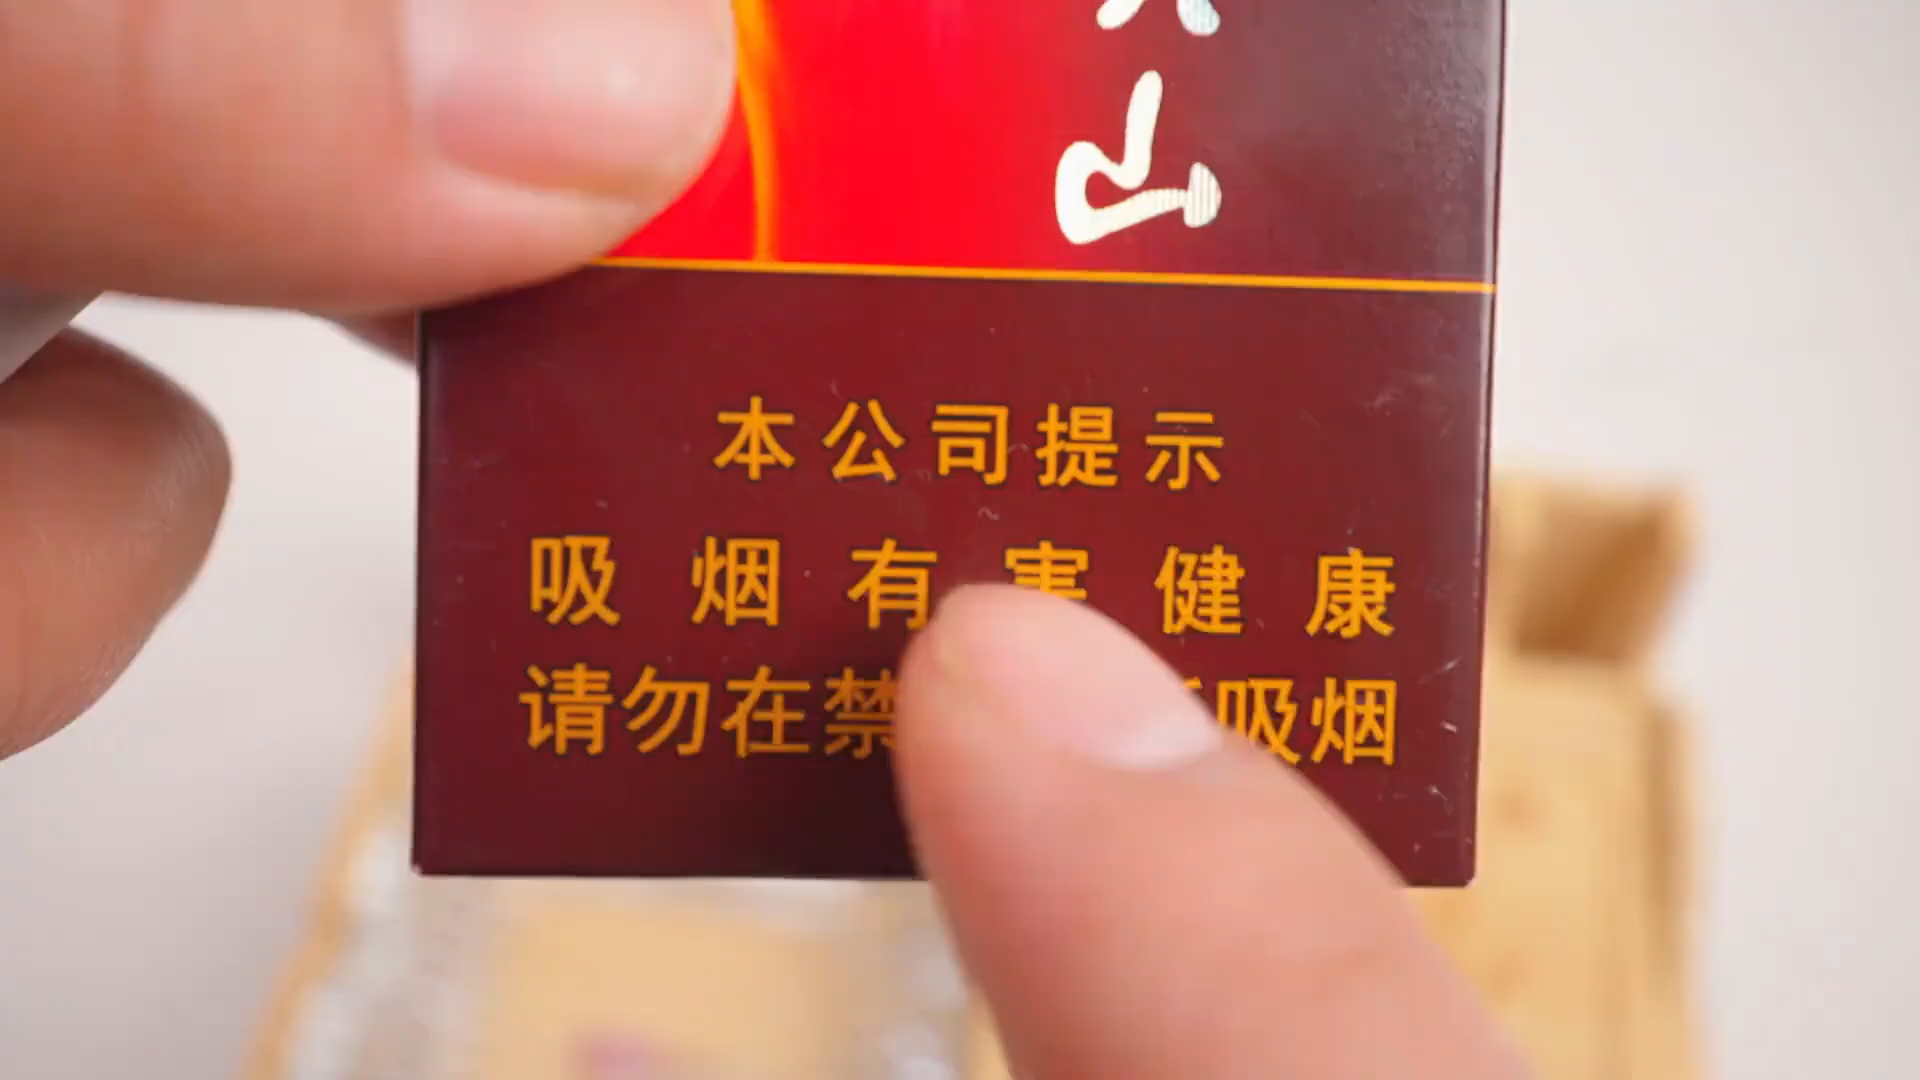 山
本公司提示
吸烟有害健康
请勿在禁 吸烟